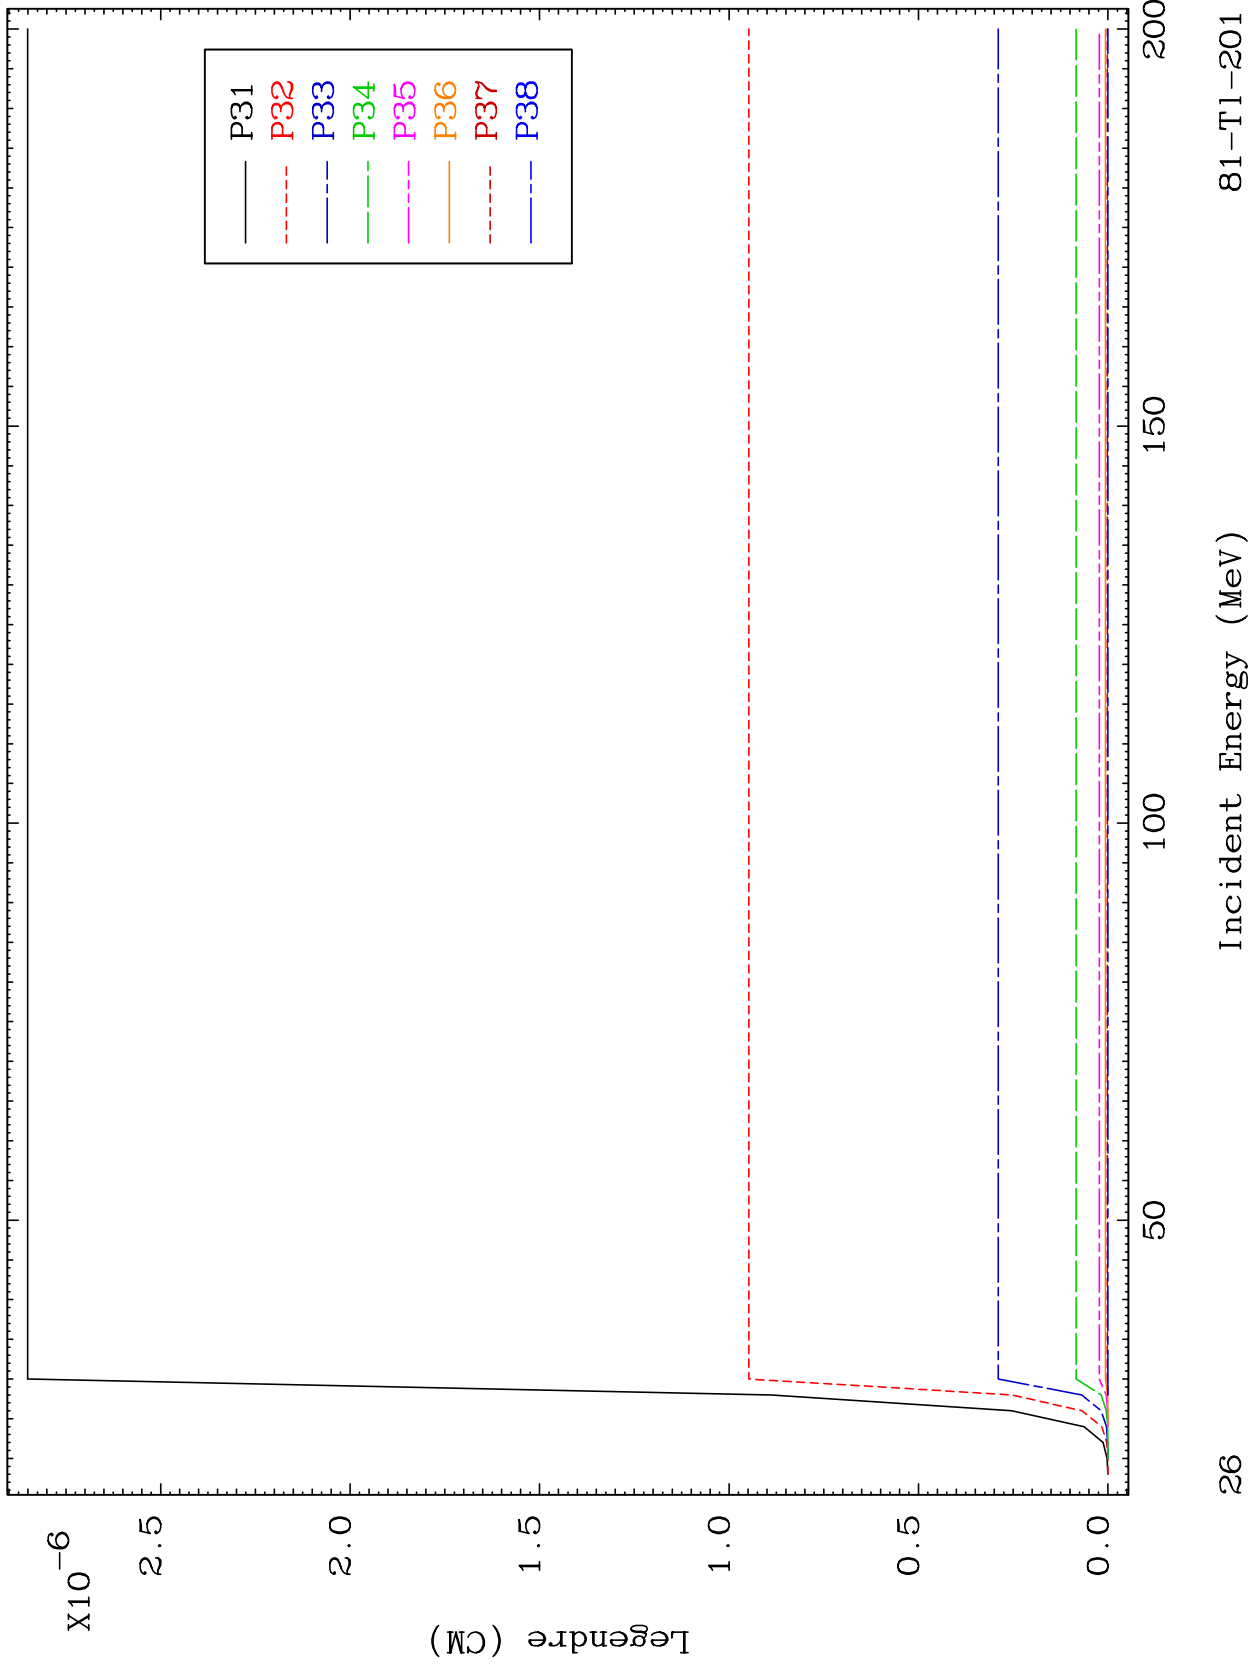 X10-6
2.5
2.0
1.5
1.0
0.5
0.0
Legendre (CM)
P31
P32
P33
P34
P35
P36
P37
P38
50
100
150
200
26
Incident Energy (MeV)
81-Tl-201